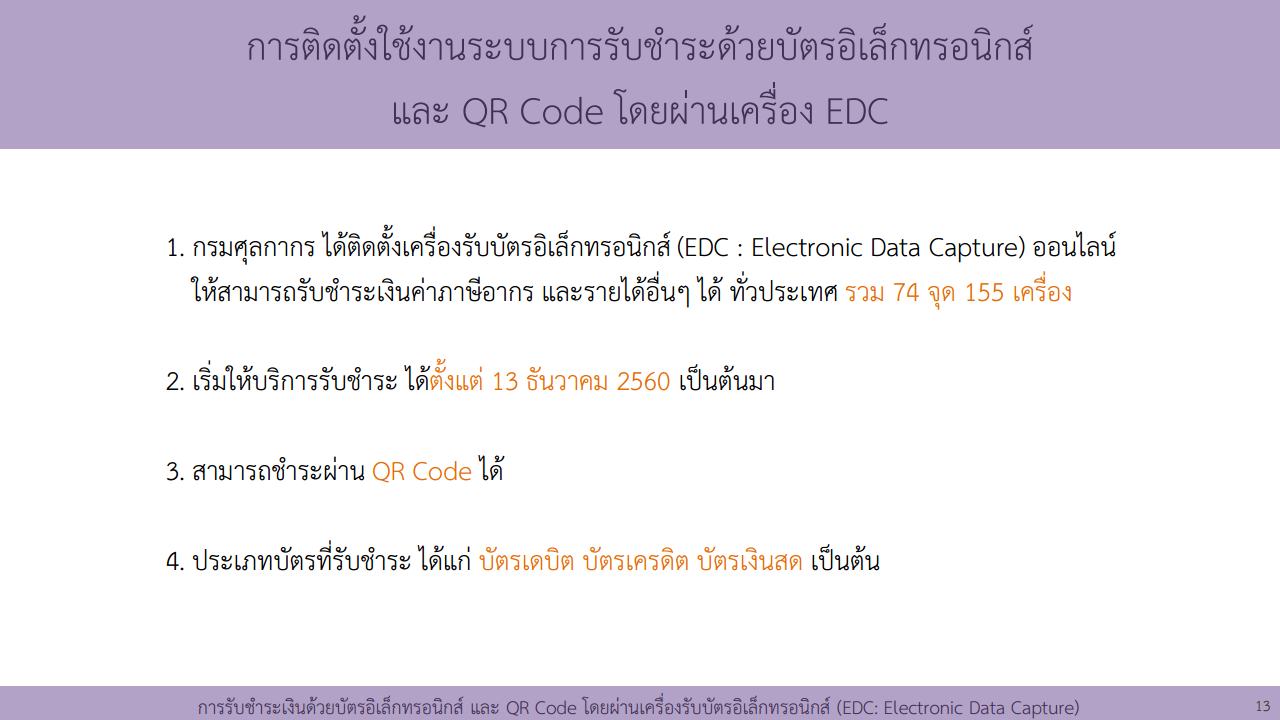 การติดตั้งใช้งานระบบการรับชำระด้วยบัตรอิเล็กทรอนิกส์
และ QR Code โดยผ่านเครื่อง EDC
1. กรมศุลกากร ได้ติดตั้งเครื่องรับบัตรอิเล็กทรอนิกส์ (EDC : Electronic Data Capture) ออนไลน์
ให้สามารถรับชำระเงินค่าภาษีอากร และรายได้อื่นๆ ได้ ทั่วประเทศ รวม 74 จุด 155 เครื่อง
2. เริ่มให้บริการรับชำระ ได้ตั้งแต่ 13 ธันวาคม 2560 เป็นต้นมา
3. สามารถชำระผ่าน QR Code ได้
4. ประเภทบัตรที่รับชำระ ได้แก่ บัตรเดบิต บัตรเครดิต บัตรเงินสด เป็นต้น
การรับชำระเงินด้วยบัตรอิเล็กทรอนิกส์ และ QR Code โดยผ่านเครื่องรับบัตรอิเล็กทรอนิกส์ (EDC: Electronic Data Capture)
13